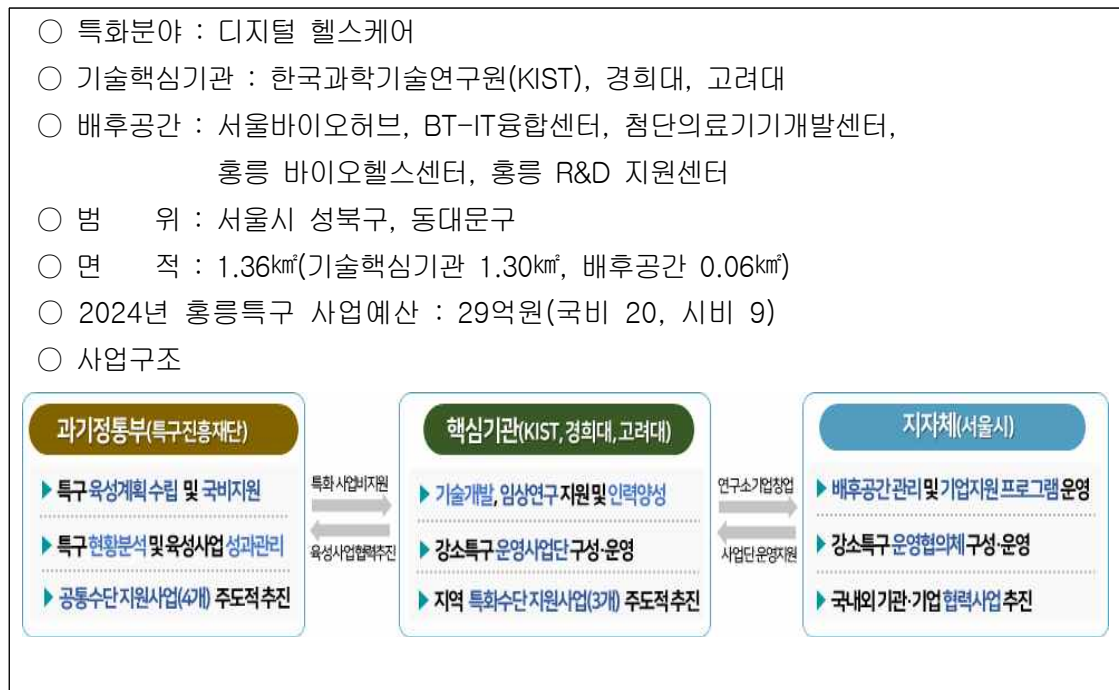 ○ 특화분야 : 디지털 헬스케어
○ 기술핵심기관 : 한국과학기술연구원(KIST), 경희대, 고려대
○ 배후공간 : 서울바이오허브, BT-IT융합센터, 첨단의료기기개발센터,
홍릉 바이오헬스센터, 홍릉 R&D 지원센터
○ 범 위 : 서울시 성북구, 동대문구
○ 면 적 : 1.36㎢(기술핵심기관 1.30㎢, 배후공간 0.06㎢)
○ 2024년 홍릉특구 사업예산 : 29억원(국비 20, 시비 9)
○ 사업구조
과기정통부(특구진흥재단)
▶ 특구 육성계획 수립 및 국비지원
▶ 특구 현황분석 및 육성사업 성과관리
▶ 공통수단 지원사업(4개) 주도적 추진
특화 사업비지원
육성사업협력추진
핵심기관(KIST, 경희대, 고려대)
▶ 기술개발, 임상연구 지원 및 인력양성
▶ 강소특구 운영사업단 구성·운영
▶ 지역 특화수단 지원사업(3개) 주도적 추진
연구소기업창업
사업단 운영지원
지자체(서울시)
▶ 배후공간 관리 및 기업지원 프로그램 운영
▶ 강소특구 운영협의체 구성·운영
▶ 국내외 기관·기업 협력사업 추진